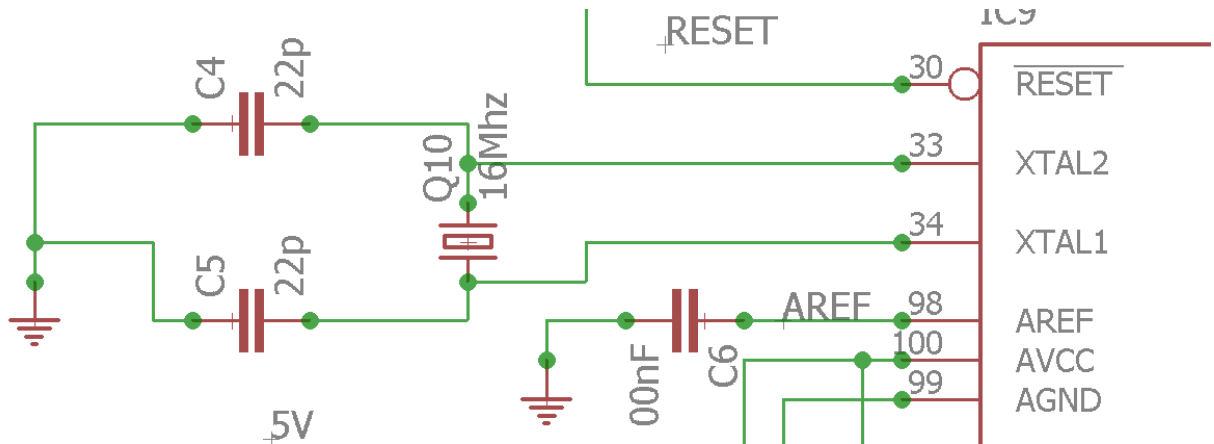 IC9
RESET
30
RESET
C4
22p
33
XTAL2
Q10
16Mhz
34
XTAL1
C5
22p
AREF
98
AREF
100
AVCC
00nF
C6
99
AGND
5V